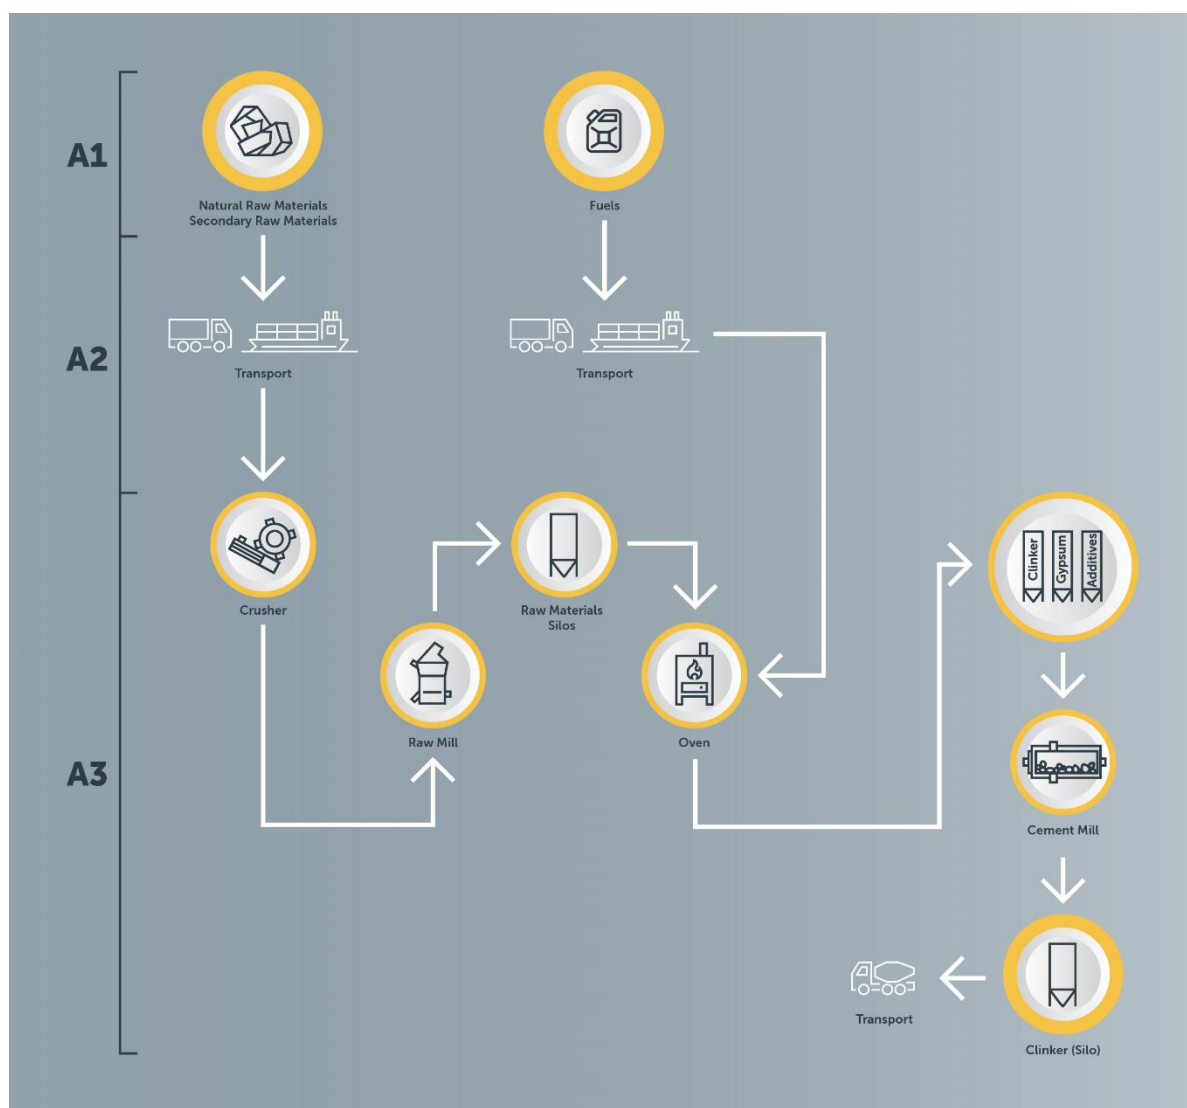 A1
Natural Raw Materials
Secondary Raw Materials
Fuels
A2
Transport
Transport
A3
Crusher
Raw Materials
Silos
Clinker
Gypsum
Additives
Raw Mill
Oven
Cement Mill
Transport
Clinker (Silo)